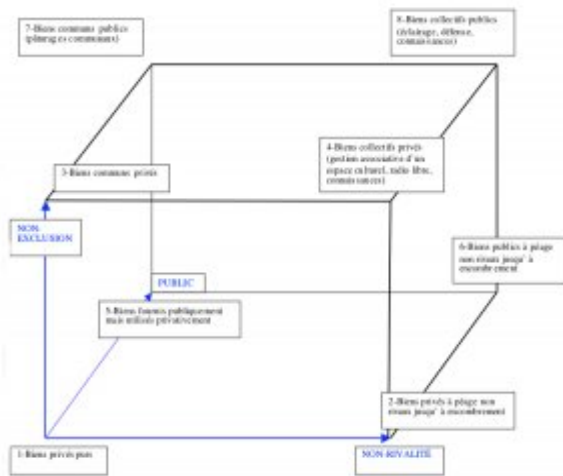 7-Biens communs publics
(pâturages communaux)
8-Biens collectifs publics
(éclairage, défense,
connaissances)
4-Biens collectifs privés
(gestion associative d'un
espace culturel, radio libre,
connaissances)
3-Biens communs privés
NON-
EXCLUSION
6-Biens publics à péage
non rivaux jusqu' à
encombrement
PUBLIC
5-Biens fournis publiquement
mais utilisés privativement
2-Biens privés à péage non
rivaux jusqu'à encombrement
1-Biens privés purs
NON-RIVALITÉ